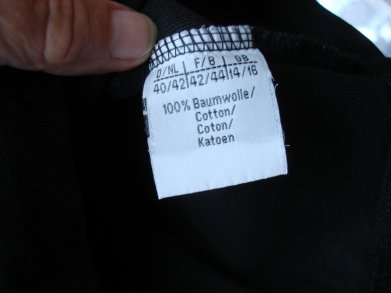 D/NL F/B GB
40/42 42/44 14/16
100% Baumwolle/
Cotton/
Coton/
Katoen